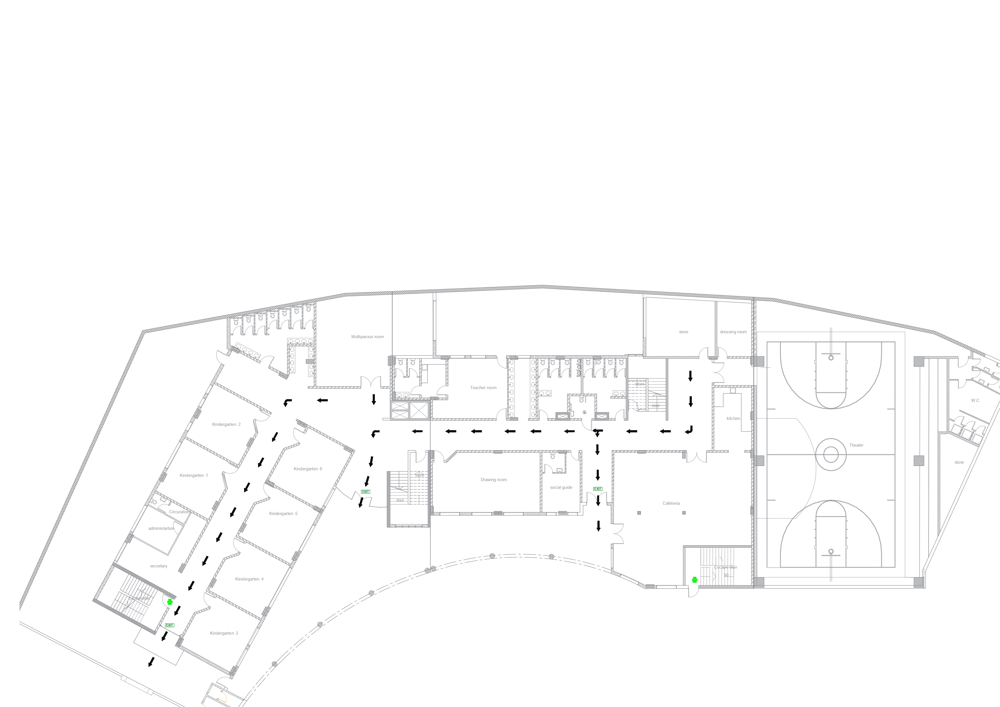 Multiparous room
store
dressing room
Teacher room
store
stair
W.C
kitchen
Kindergarten 2
Theater
store
Kindergarten 6
Kindergarten 1
store
Drawing room
social guide
EXIT
EXIT
stair
Cafeteria
Circuration
Kindergarten 5
administartion
secretary
Escape stair
50
Kindergarten 4
Escape stair
EXIT
Kindergarten 3